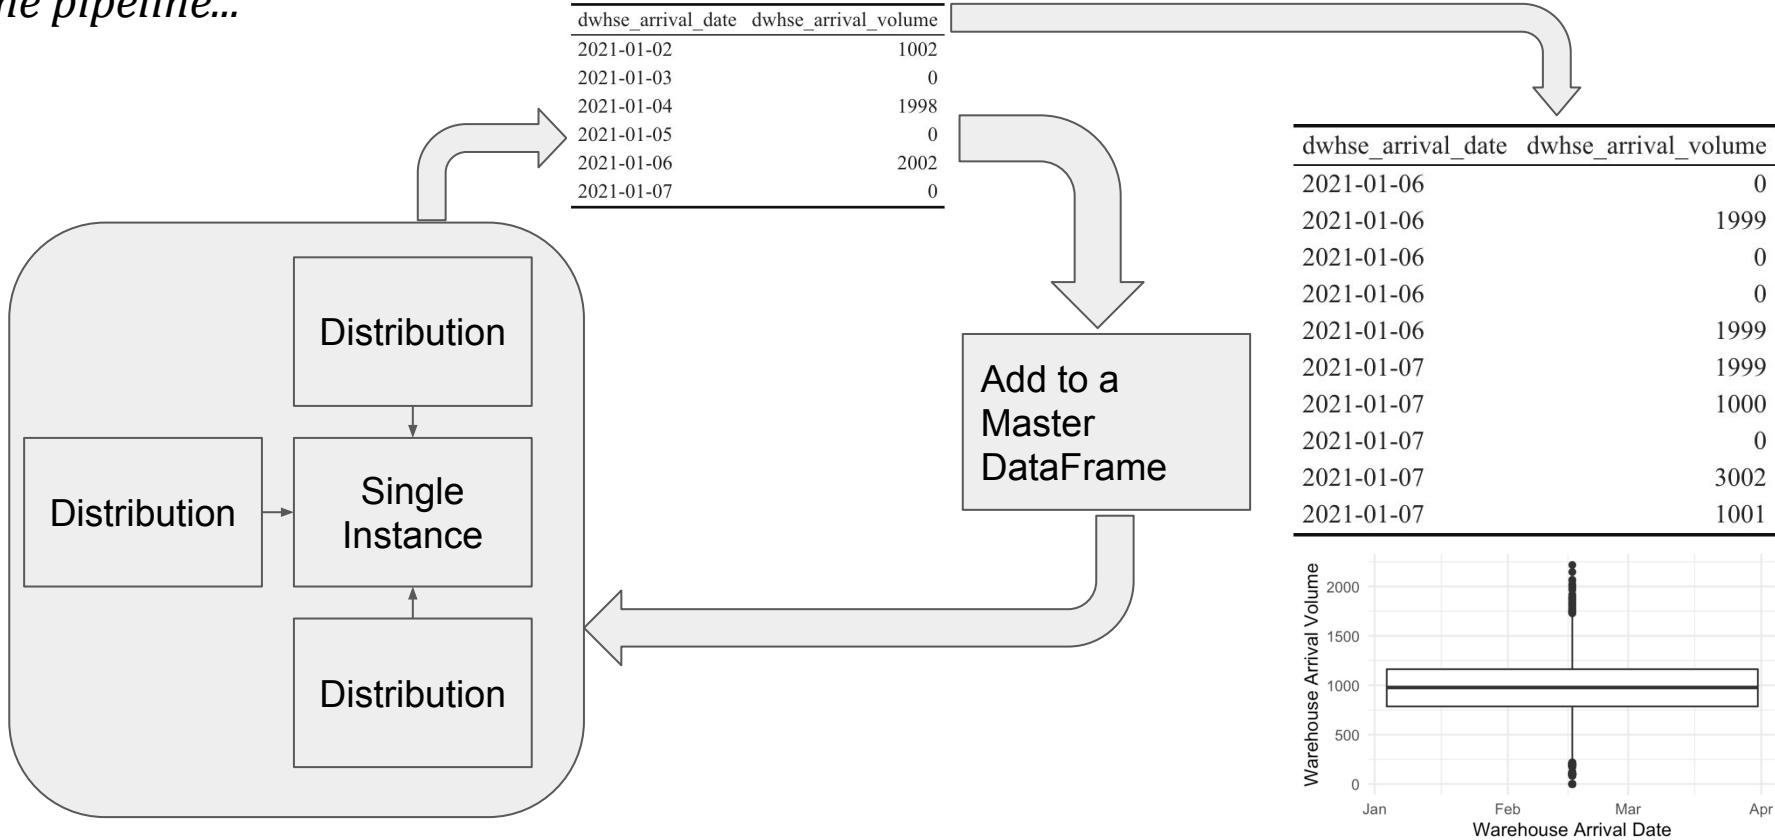 pipeline...
dwhse_arrival_date dwhse_arrival_volume
2021-01-02 1002
2021-01-03 0
2021-01-04 1998
2021-01-05 0
2021-01-06 2002
2021-01-07 0
dwhse_arrival_date dwhse_arrival_volume
2021-01-06 0
2021-01-06 1999
2021-01-06 0
2021-01-06 0
2021-01-06 1999
2021-01-07 1999
2021-01-07 1000
2021-01-07 0
2021-01-07 3002
2021-01-07 1001
Distribution
Distribution
Single
Instance
Distribution
Add to a
Master
DataFrame
Warehouse Arrival Volume
2000
1500
1000
500
0
Jan Feb Mar Apr
Warehouse Arrival Date